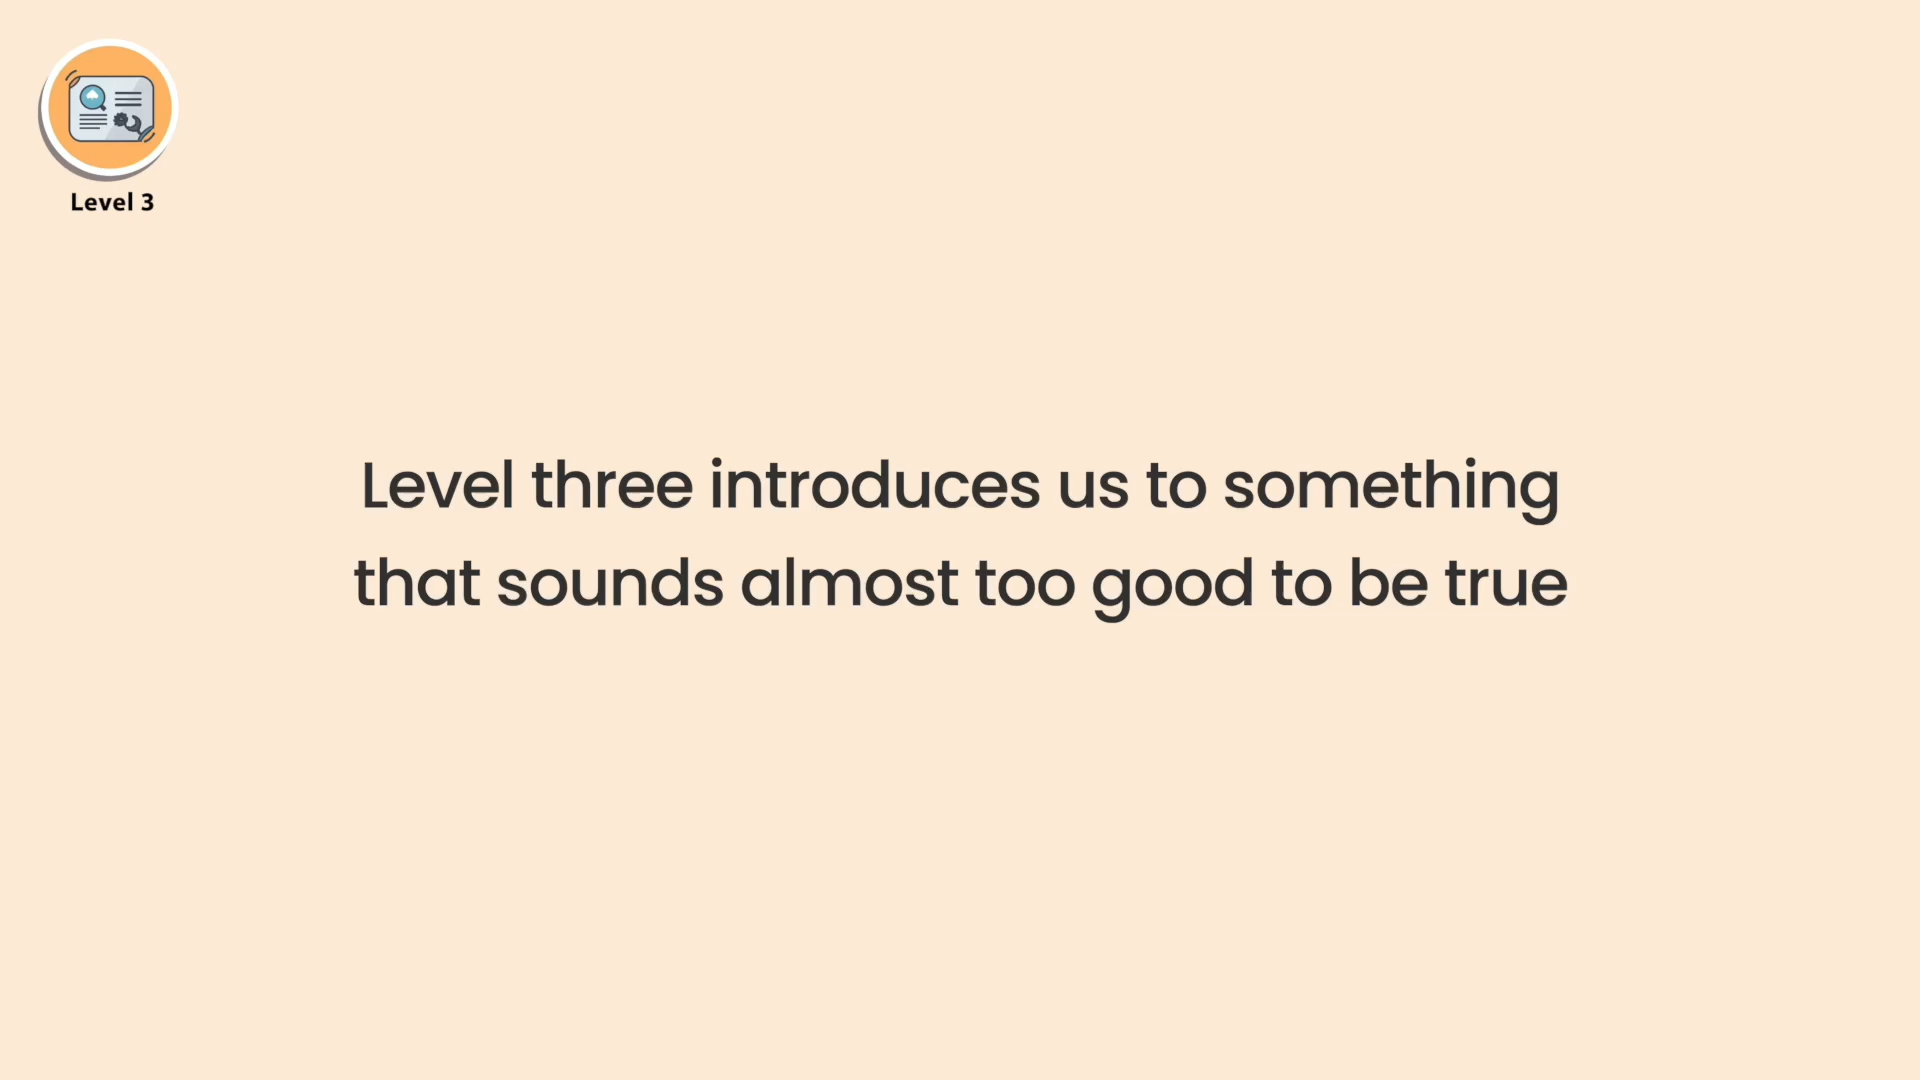 Level 3
Level three introduces us to something
that sounds almost too good to be true